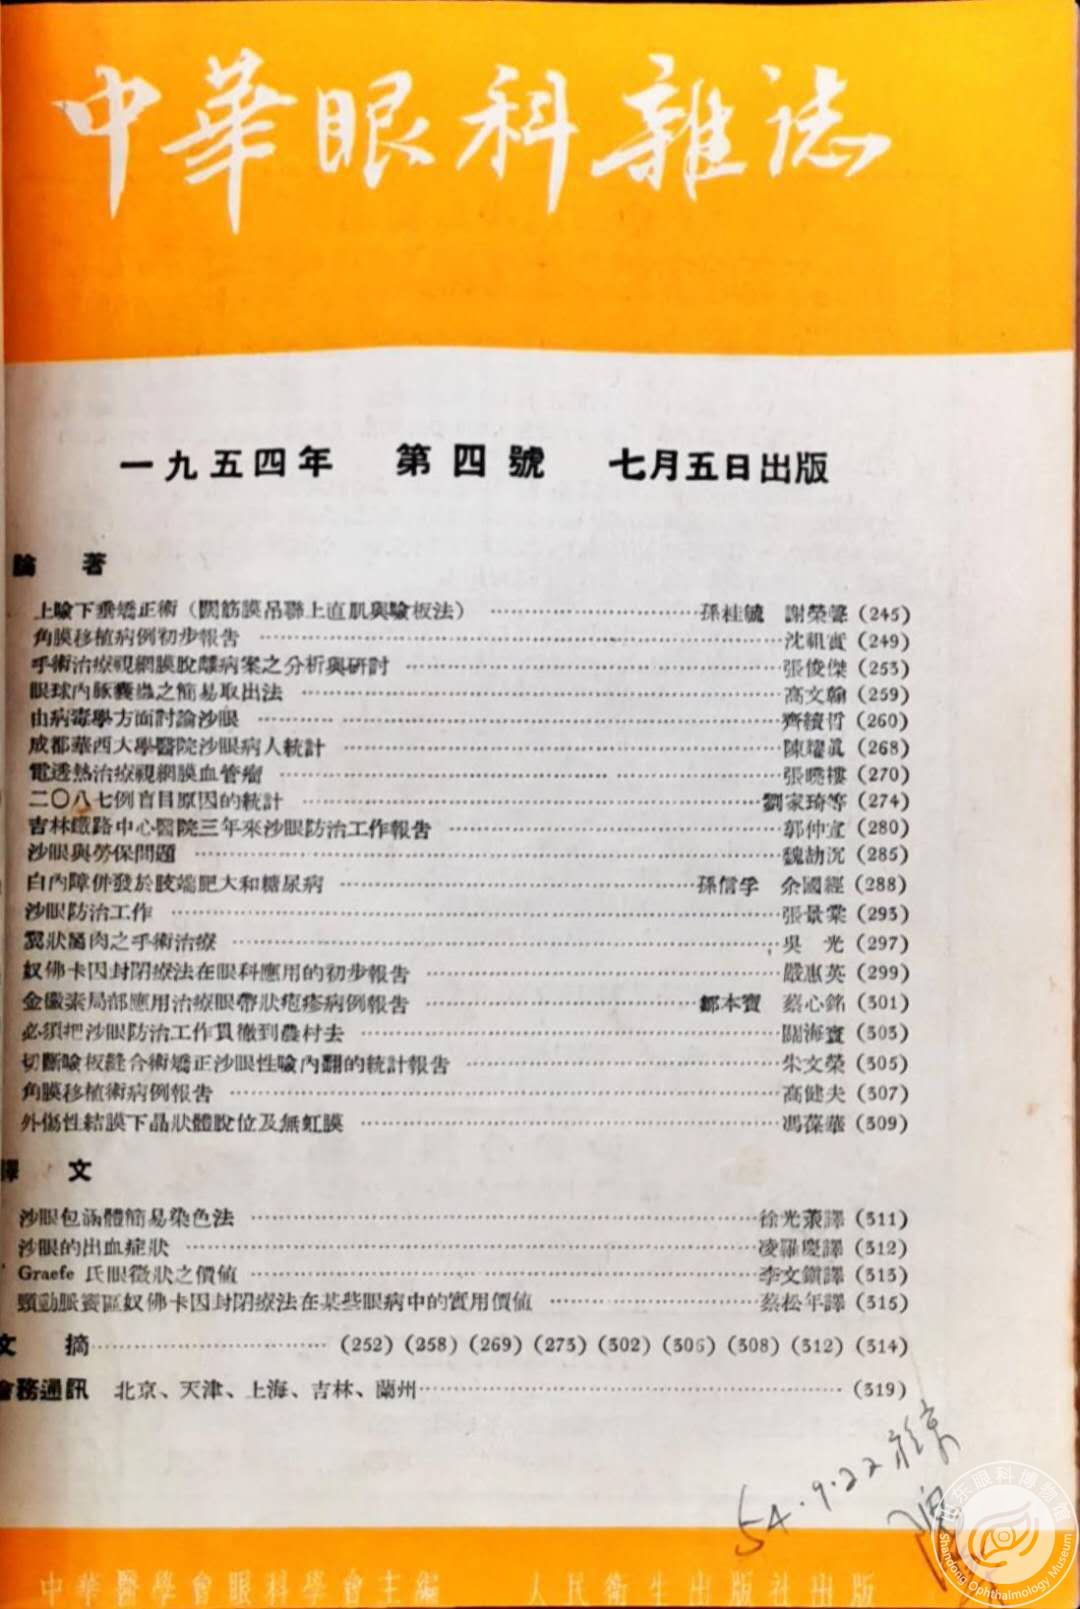 中華眼科雜誌
一九五四年 第四號 七月五日出版
論 著
上瞼下垂矯正術（闊筋膜吊聯上直肌與瞼板法） 孫桂毓 謝榮馨 (245)
角膜移植病例初步報告 沈祖寔 (249)
手術治療視網膜脫離病案之分析與研討 張俊傑 (253)
眼球內豚囊蟲之簡易取出法 高文翰 (259)
由病毒學方面討論沙眼 齊續哲 (260)
成都華西大學醫院沙眼病人統計 陳耀眞 (268)
電透熱治療視網膜血管瘤 張曉樓 (270)
二〇八七例盲目原因的統計 劉家琦等 (274)
吉林鐵路中心醫院三年來沙眼防治工作報告 郭仲宣 (280)
沙眼與勞保問題 魏劼沉 (285)
白內障併發於肢端肥大和糖尿病 孫信孚 余國經 (288)
沙眼防治工作 張景棠 (293)
翼狀胬肉之手術治療 吳 光 (297)
奴佛卡因封閉療法在眼科應用的初步報告 嚴惠英 (299)
金黴素局部應用治療眼帶狀疱疹病例報告 鄒本寶 蔡心銘 (301)
必須把沙眼防治工作貫徹到農村去 關海 (303)
切斷瞼板縫合術矯正沙眼性瞼內翻的統計報告 朱文榮 (305)
角膜移植術病例報告 高健夫 (307)
外傷性結膜下晶狀體脫位及無虹膜 馮葆華 (309)
譯 文
沙眼包涵體簡易染色法 徐光譯 (311)
沙眼的出血症狀 凌羅慶譯 (312)
Graefe 氏眼徵狀之價値 李文鎭譯 (313)
頸動脈竇區奴佛卡因封閉療法在某些眼病中的實用價値 蔡松年譯 (315)
文 摘 (252) (258) (269) (273) (302) (306) (308) (312) (314)
會務通訊 北京、天津、上海、吉林、蘭州 (319)
54.9.22 於京
中華醫學會眼科學會主編 人民衛生出版社出版
山东眼科博物馆
Shandong Ophthalmology Museum